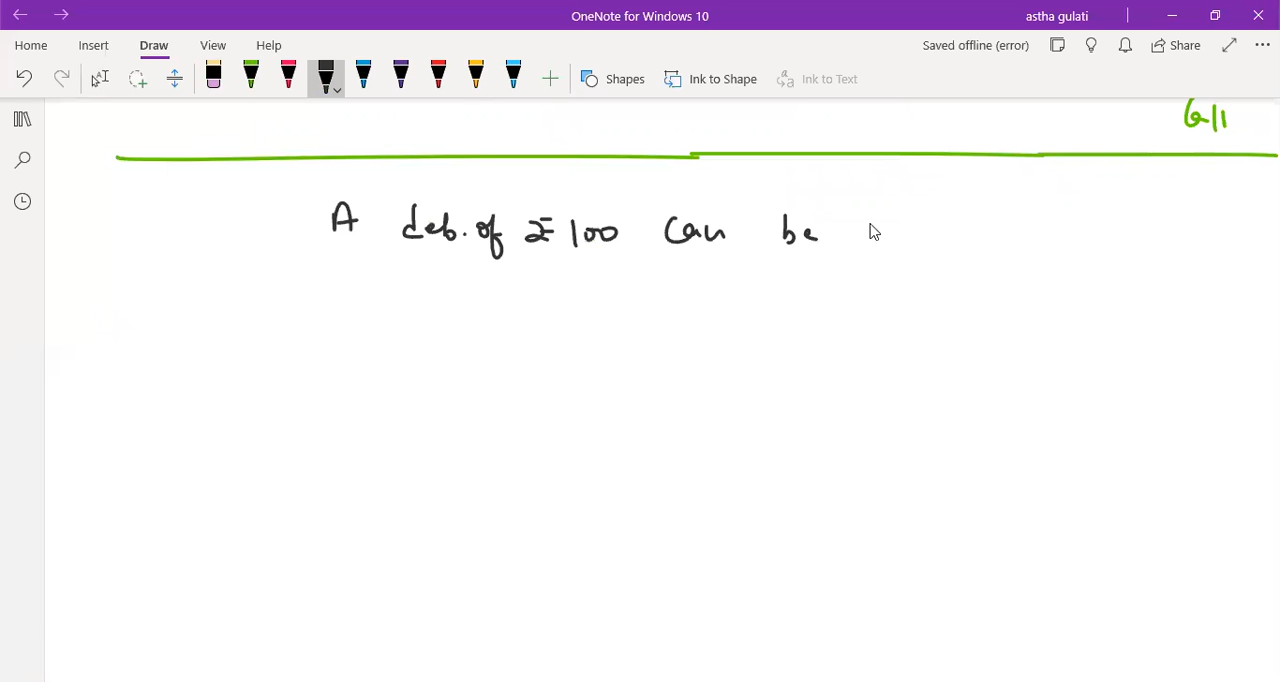 OneNote for Windows 10
astha gulati
Home Insert Draw View Help
Saved offline (error) Share
Shapes Ink to Shape Ink to Text
A deb. of ₹ 100 can be